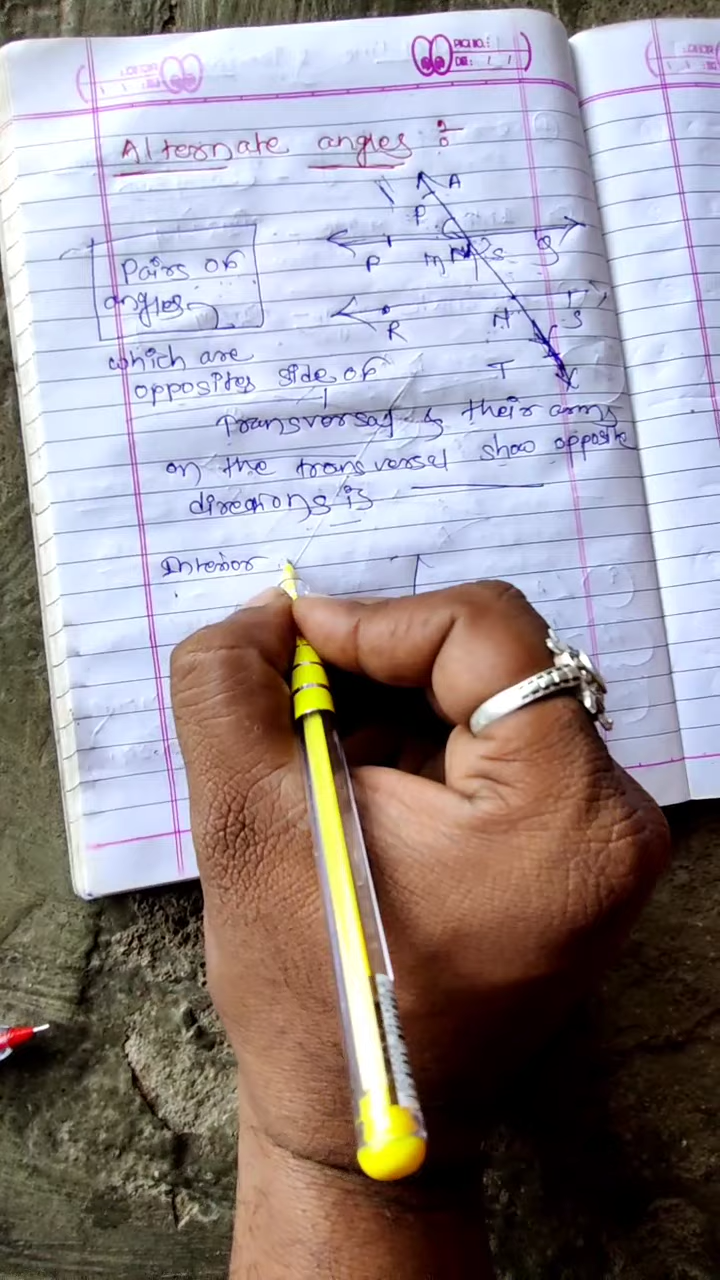 Alternate angles :
A
P
P m N S
R N S
T
Pairs of
angles
which are
opposites side of
transversal & their arms
on the transversal show opposite
directions is
Interior